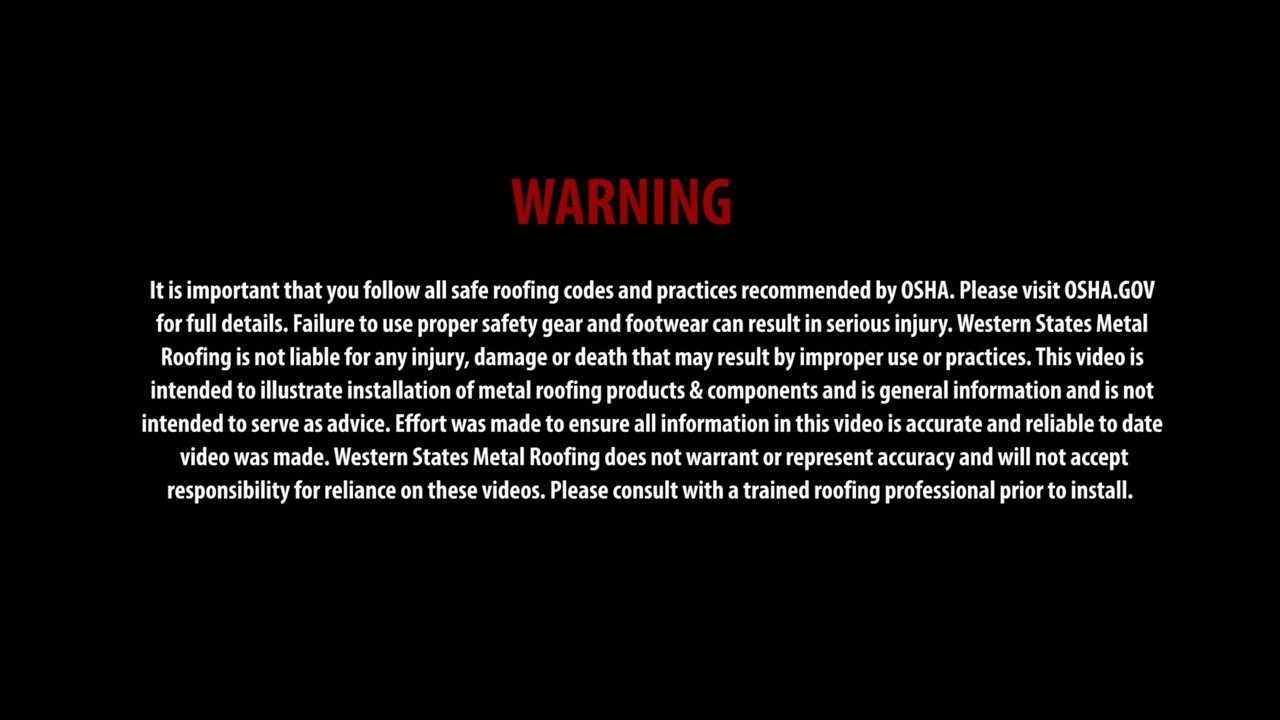 WARNING
It is important that you follow all safe roofing codes and practices recommended by OSHA. Please visit OSHA.GOV
for full details. Failure to use proper safety gear and footwear can result in serious injury. Western States Metal
Roofing is not liable for any injury, damage or death that may result by improper use or practices. This video is
intended to illustrate installation of metal roofing products & components and is general information and is not
intended to serve as advice. Effort was made to ensure all information in this video is accurate and reliable to date
video was made. Western States Metal Roofing does not warrant or represent accuracy and will not accept
responsibility for reliance on these videos. Please consult with a trained roofing professional prior to install.